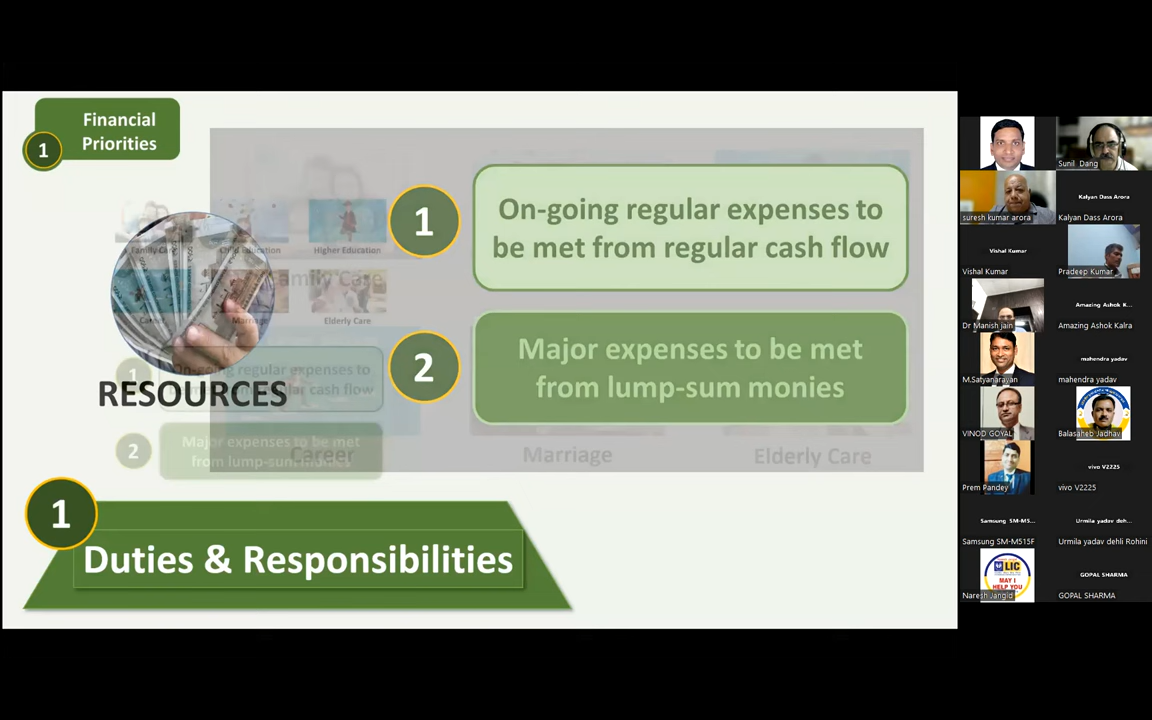 Financial
Priorities
1
1
On-going regular expenses to
be met from regular cash flow
2
Major expenses to be met
from lump-sum monies
Family Care
Child Education
Higher Education
Family Care
Career
Marriage
Elderly Care
RESOURCES
1
On-going regular expenses to
regular cash flow
2
Major expenses to be met
from lump-sum monies
Career
Marriage
Elderly Care
1
Duties & Responsibilities
Sunil Dang
suresh kumar arora
Kalyan Dass Arora
Kalyan Dass Arora
Vishal Kumar
Vishal Kumar
Pradeep Kumar
Dr Manish jain
Amazing Ashok K...
Amazing Ashok Kalra
M.Satyanarayan
mahendra yadav
mahendra yadav
VINOD GOYAL
Balasaheb Jadhav
Prem Pandey
vivo V2225
vivo V2225
Samsung SM-M5...
Samsung SM-M515F
Urmila yadav deh...
Urmila yadav dehli Rohini
LIC
MAY I
HELP YOU
Naresh Jangid
GOPAL SHARMA
GOPAL SHARMA